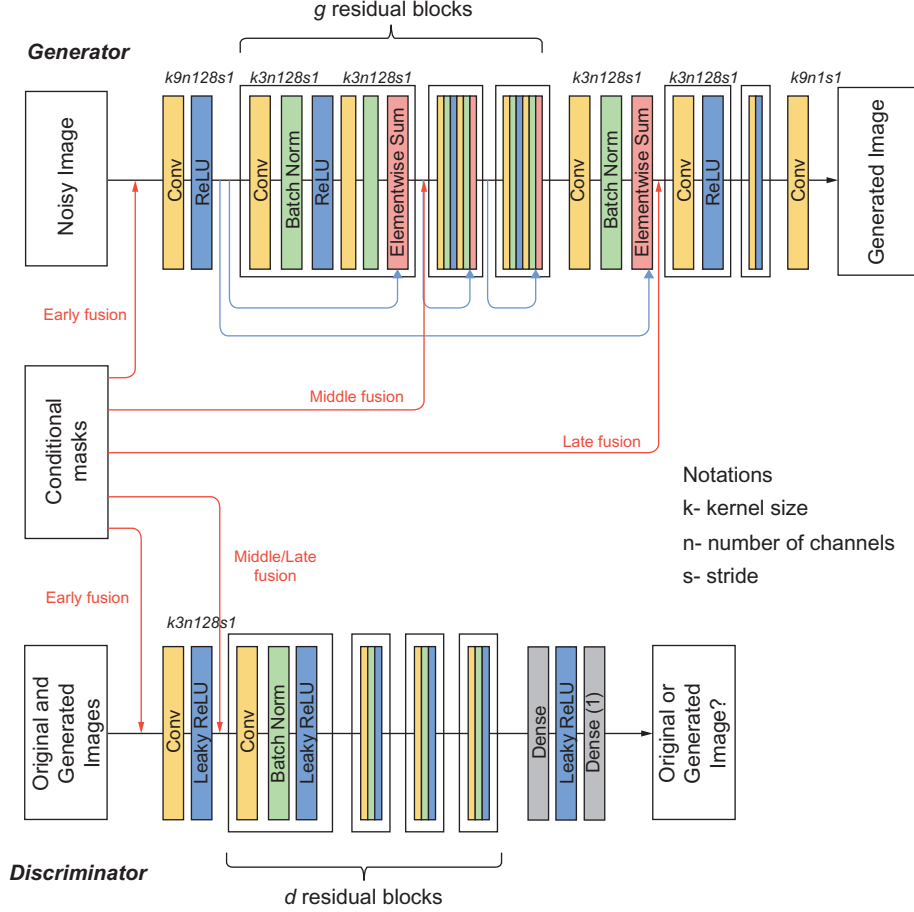 g residual blocks
Generator
k9n128s1
k3n128s1
k3n128s1
k3n128s1
k3n128s1
k9n1s1
Noisy Image
Conv
ReLU
Conv
Batch Norm
ReLU
Elementwise Sum
Conv
Batch Norm
Elementwise Sum
Conv
ReLU
Conv
Generated Image
Early fusion
Middle fusion
Late fusion
Conditional
masks
Notations
k- kernel size
n- number of channels
s- stride
Middle/Late
fusion
Early fusion
k3n128s1
Original and
Generated
Images
Conv
Leaky ReLU
Conv
Batch Norm
Leaky ReLU
Dense
Leaky ReLU
Dense (1)
Original or
Generated
Image?
Discriminator
d residual blocks